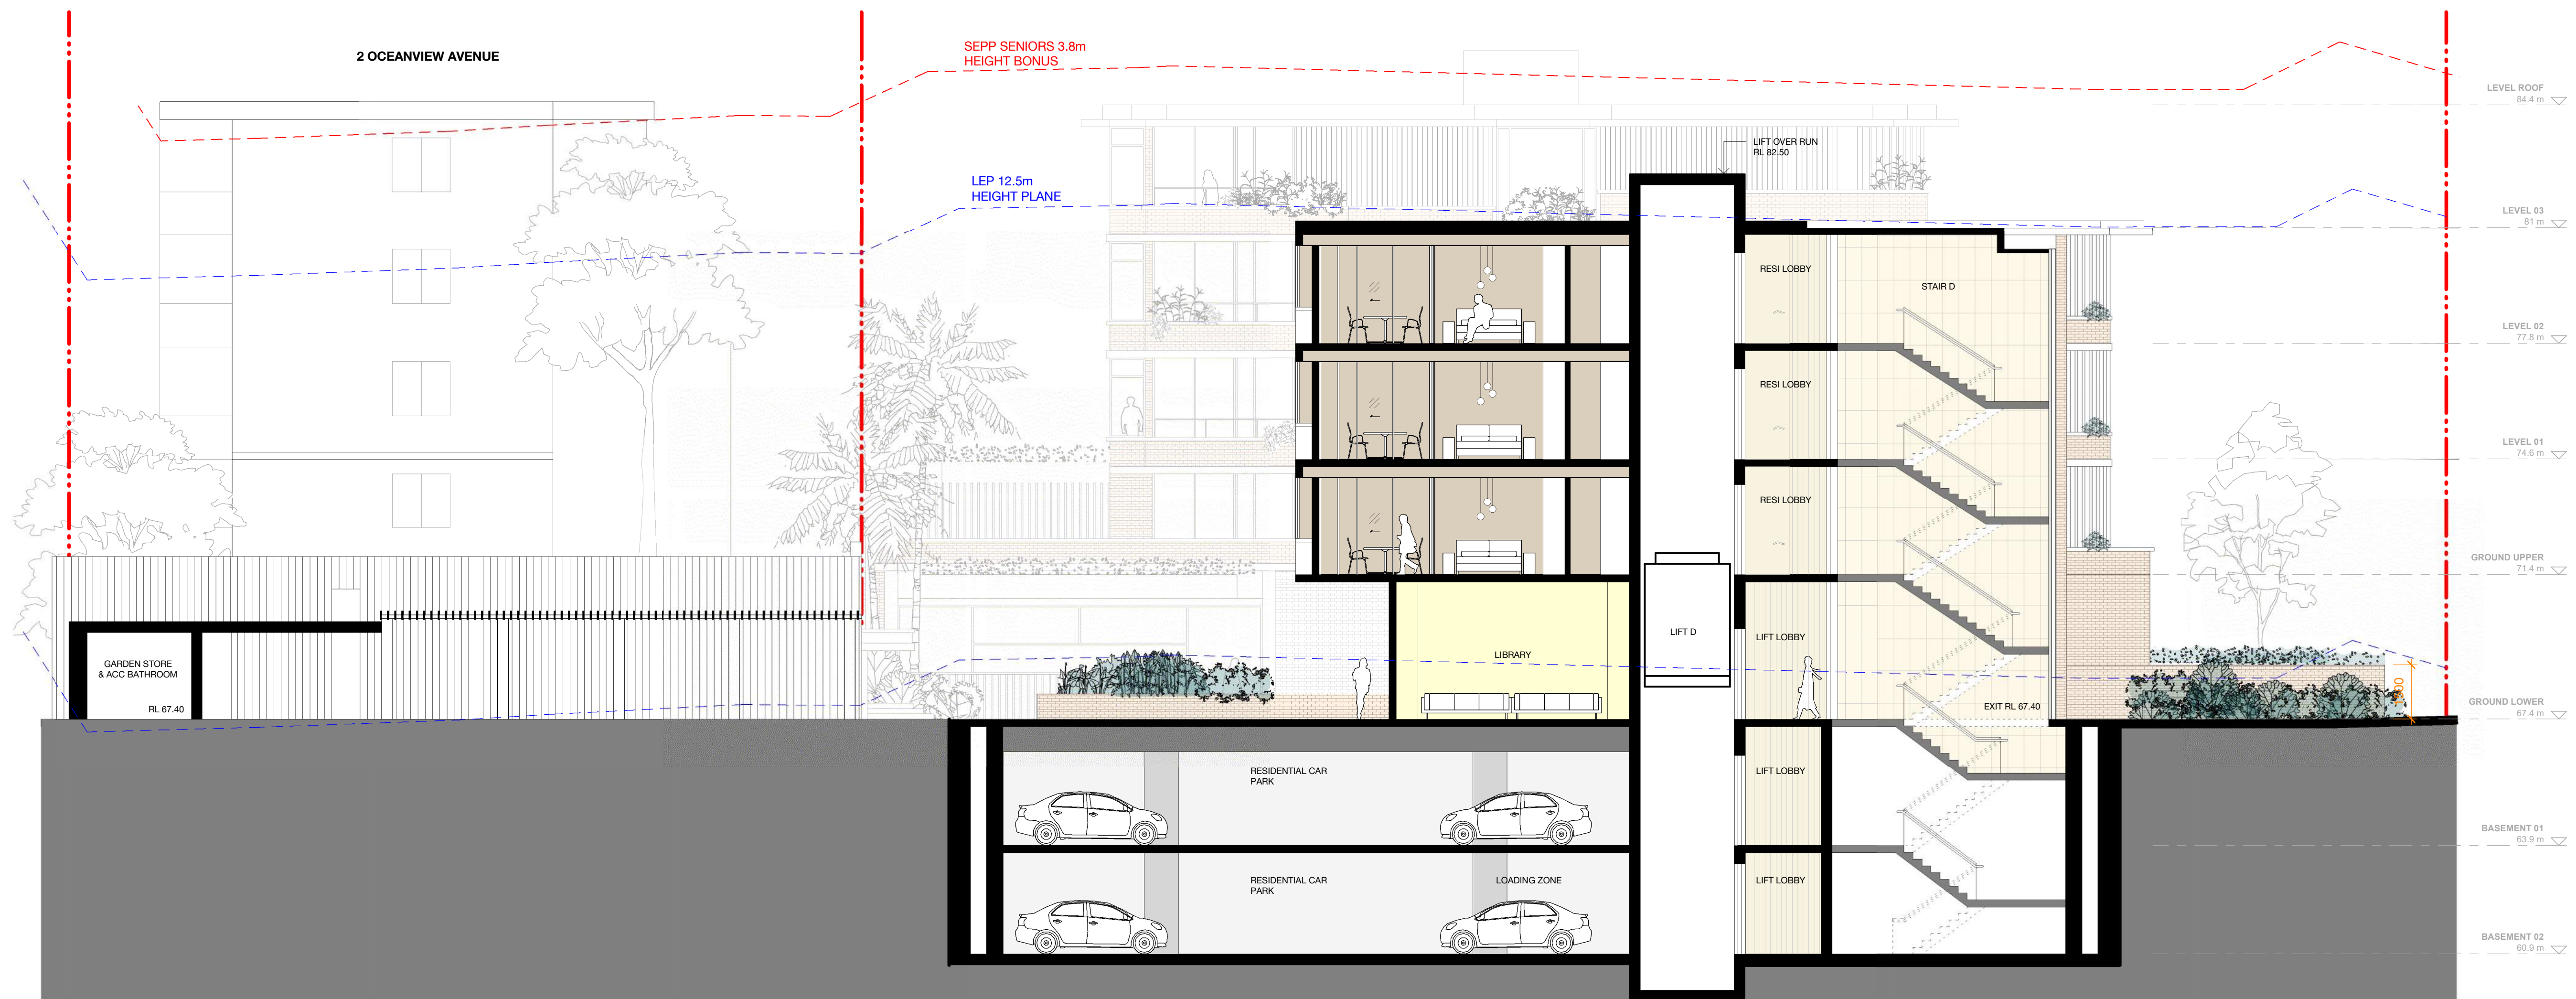 2 OCEANVIEW AVENUE
SEPP SENIORS 3.8m
HEIGHT BONUS
LEVEL ROOF
84.4 m
LIFT OVER RUN
RL 82.50
LEP 12.5m
HEIGHT PLANE
LEVEL 03
81 m
RESI LOBBY
STAIR D
LEVEL 02
77.8 m
RESI LOBBY
LEVEL 01
74.6 m
RESI LOBBY
GROUND UPPER
71.4 m
GARDEN STORE
& ACC BATHROOM
RL 67.40
LIBRARY
LIFT D
LIFT LOBBY
EXIT RL 67.40
GROUND LOWER
67.4 m
RESIDENTIAL CAR
PARK
LIFT LOBBY
BASEMENT 01
63.9 m
RESIDENTIAL CAR
PARK
LOADING ZONE
LIFT LOBBY
BASEMENT 02
60.9 m